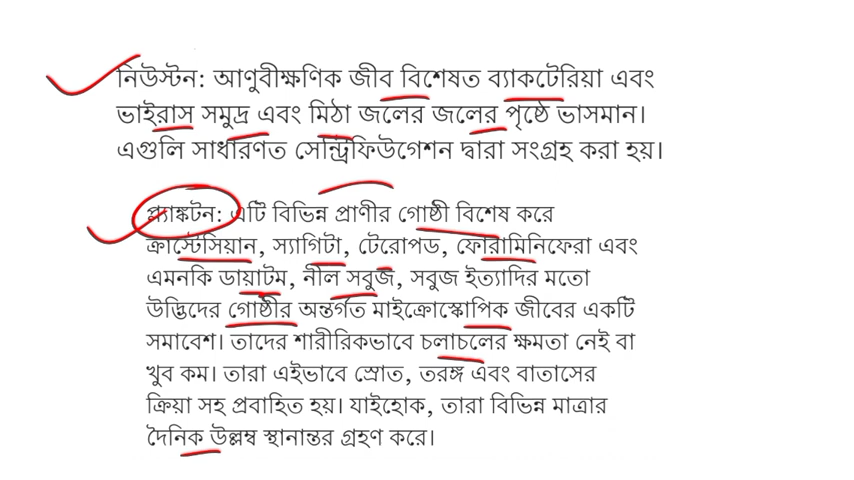 নিউস্টন: আণুবীক্ষণিক জীব বিশেষত ব্যাকটেরিয়া এবং
ভাইরাস সমুদ্র এবং মিঠা জলের জলের পৃষ্ঠে ভাসমান।
এগুলি সাধারণত সেন্ট্রিফিউগেশন দ্বারা সংগ্রহ করা হয়।
প্ল্যাঙ্কটন: এটি বিভিন্ন প্রাণীর গোষ্ঠী বিশেষ করে
ক্রাস্টেসিয়ান, স্যাগিটা, টেরোপড, ফোরামিনিফেরা এবং
এমনকি ডায়াটম, নীল সবুজ, সবুজ ইত্যাদির মতো
উদ্ভিদের গোষ্ঠীর অন্তর্গত মাইক্রোস্কোপিক জীবের একটি
সমাবেশ। তাদের শারীরিকভাবে চলাচলের ক্ষমতা নেই বা
খুব কম। তারা এইভাবে স্রোত, তরঙ্গ এবং বাতাসের
ক্রিয়া সহ প্রবাহিত হয়। যাইহোক, তারা বিভিন্ন মাত্রার
দৈনিক উল্লম্ব স্থানান্তর গ্রহণ করে।